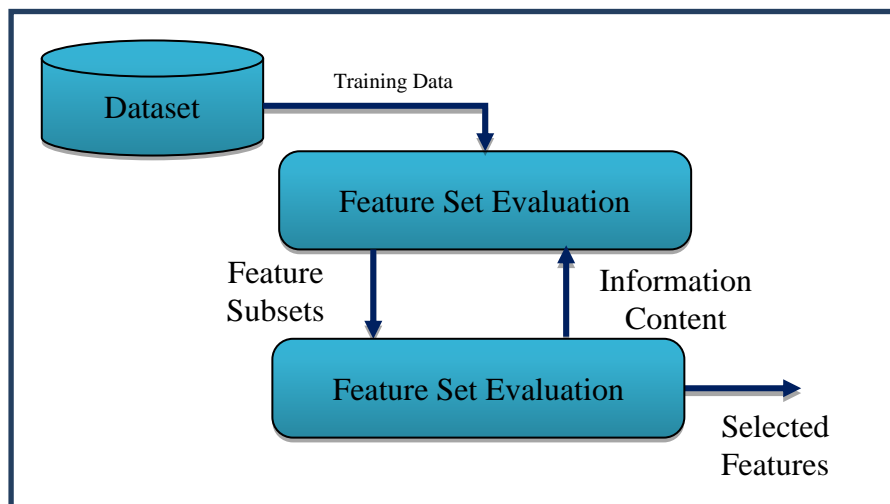 Training Data
Dataset
Feature Set Evaluation
Feature
Subsets
Information
Content
Feature Set Evaluation
Selected
Features